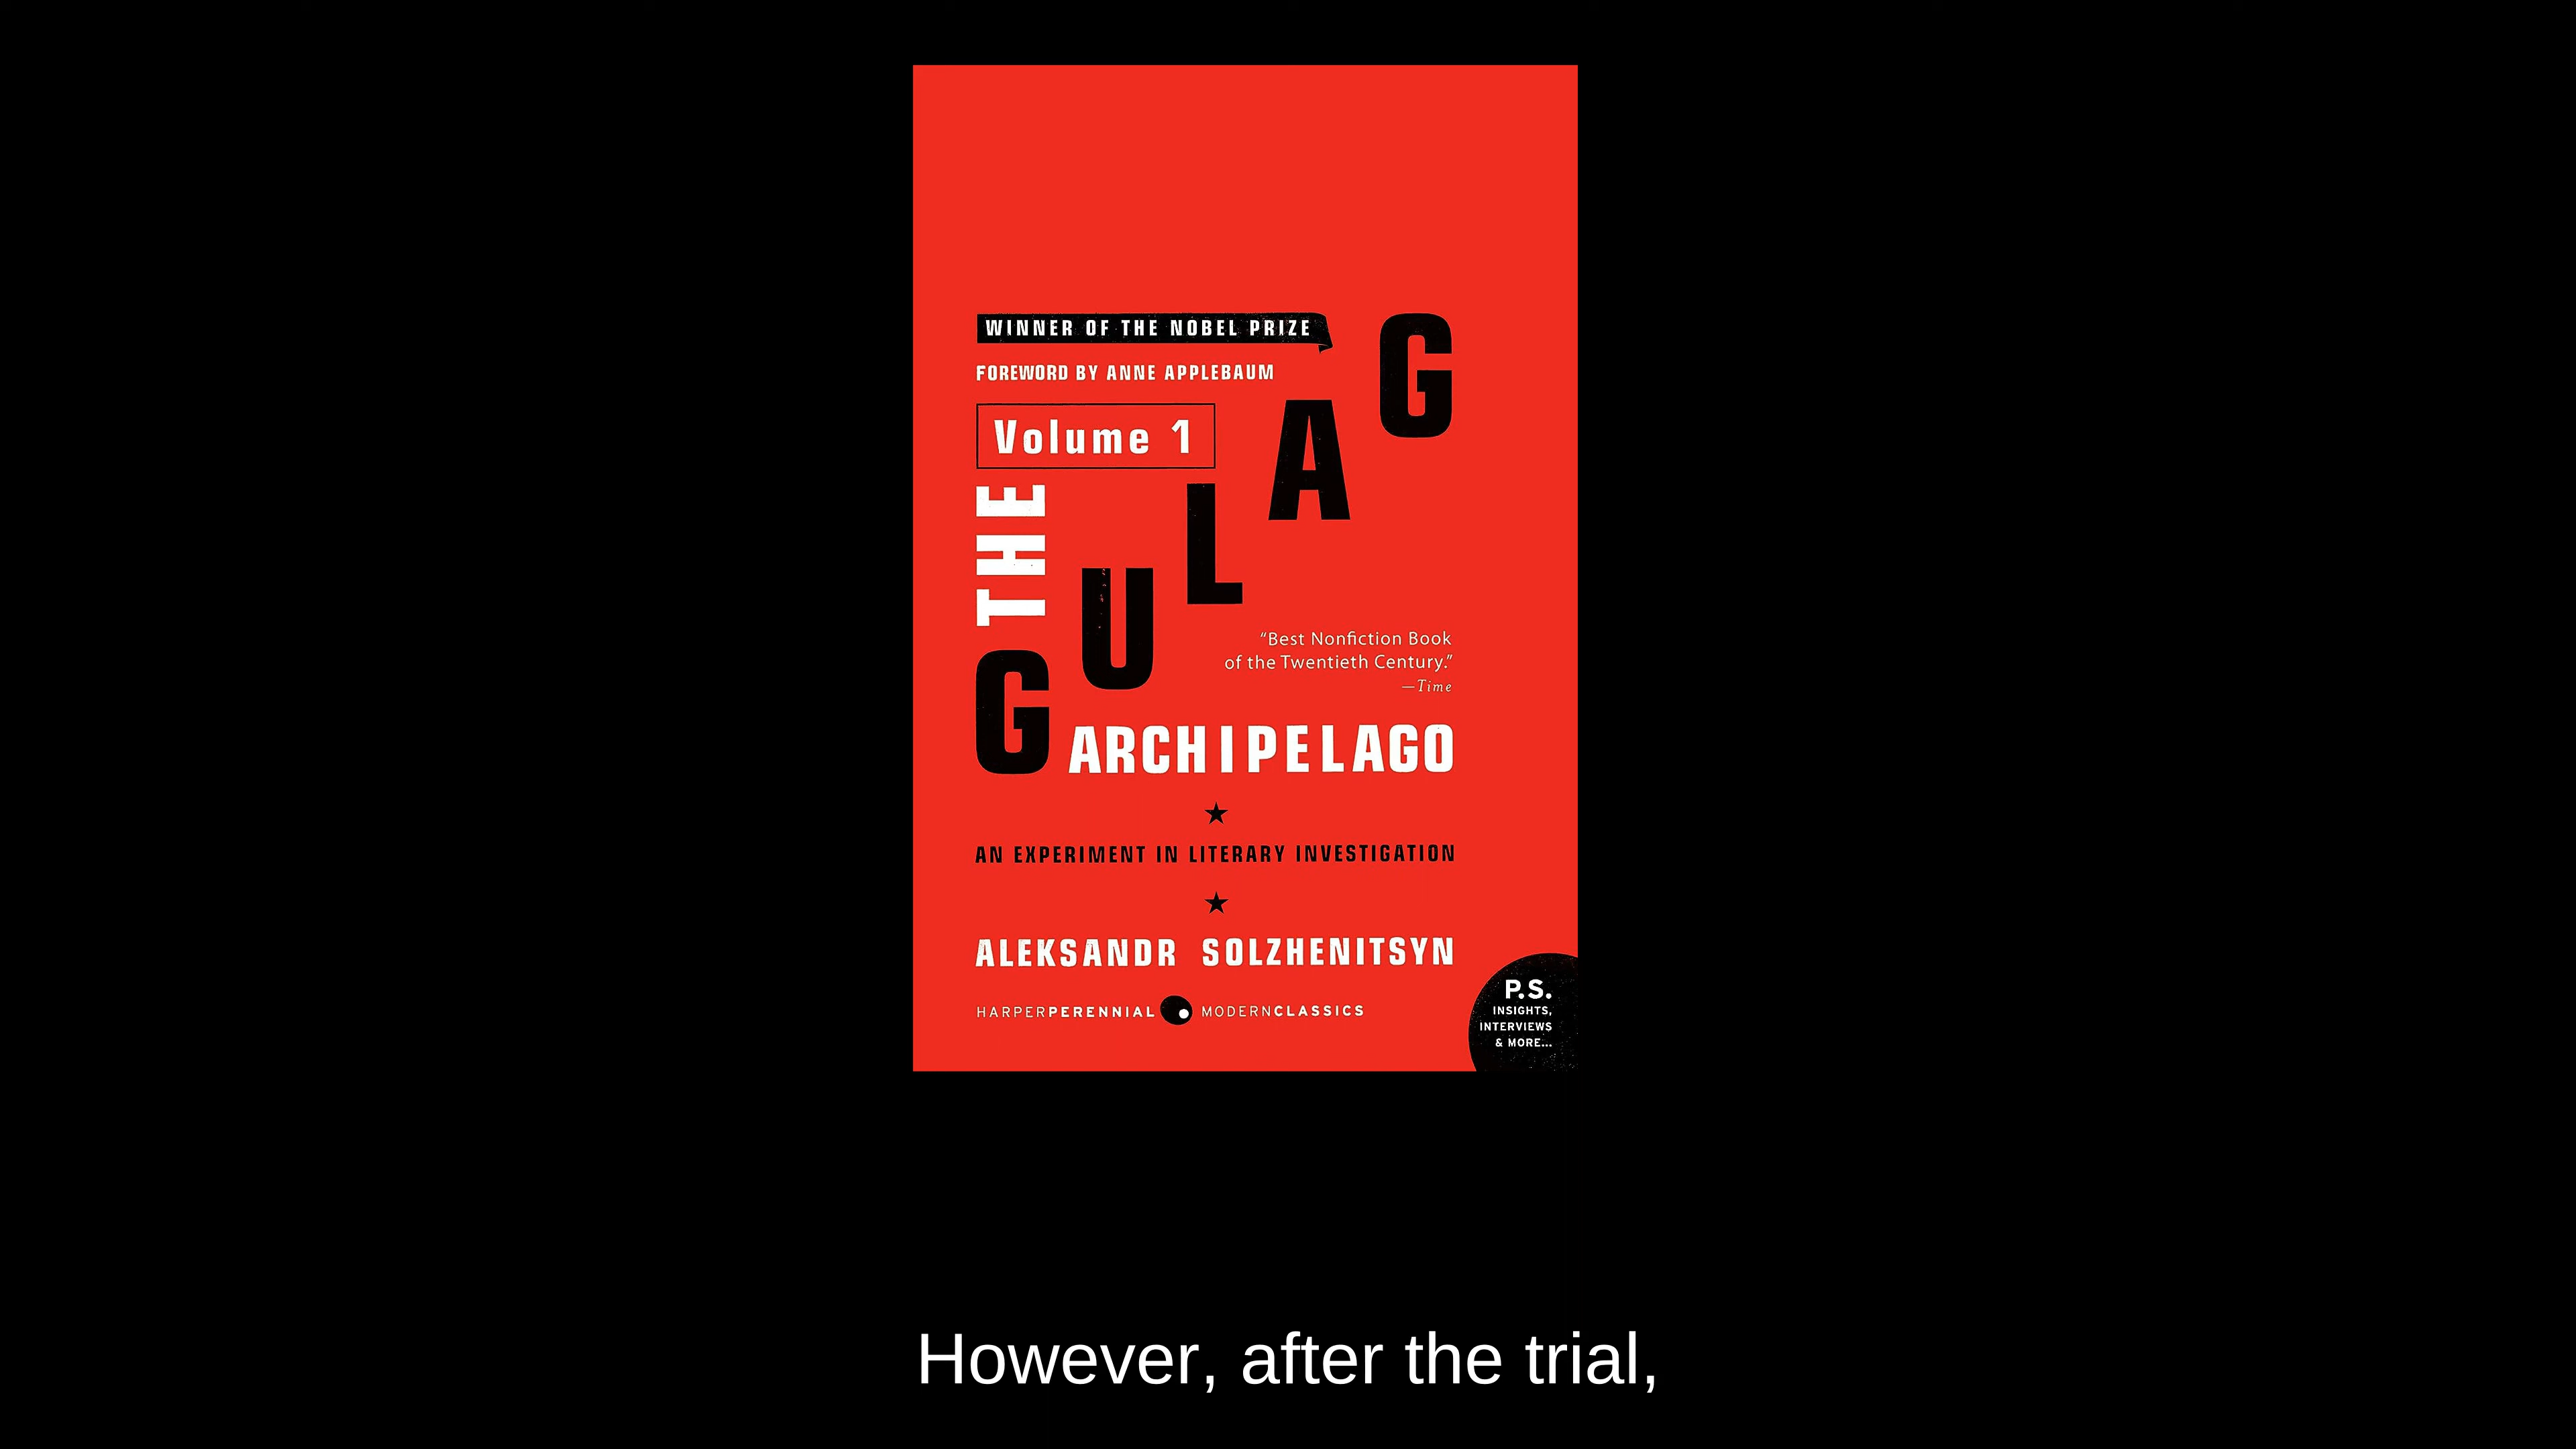 WINNER OF THE NOBEL PRIZE
FOREWORD BY ANNE APPLEBAUM
Volume 1
THE
GULAG
"Best Nonfiction Book
of the Twentieth Century."
—Time
ARCHIPELAGO
AN EXPERIMENT IN LITERARY INVESTIGATION
ALEKSANDR SOLZHENITSYN
HARPERPERENNIAL MODERNCLASSICS
P.S.
INSIGHTS,
INTERVIEWS
& MORE...
However, after the trial,